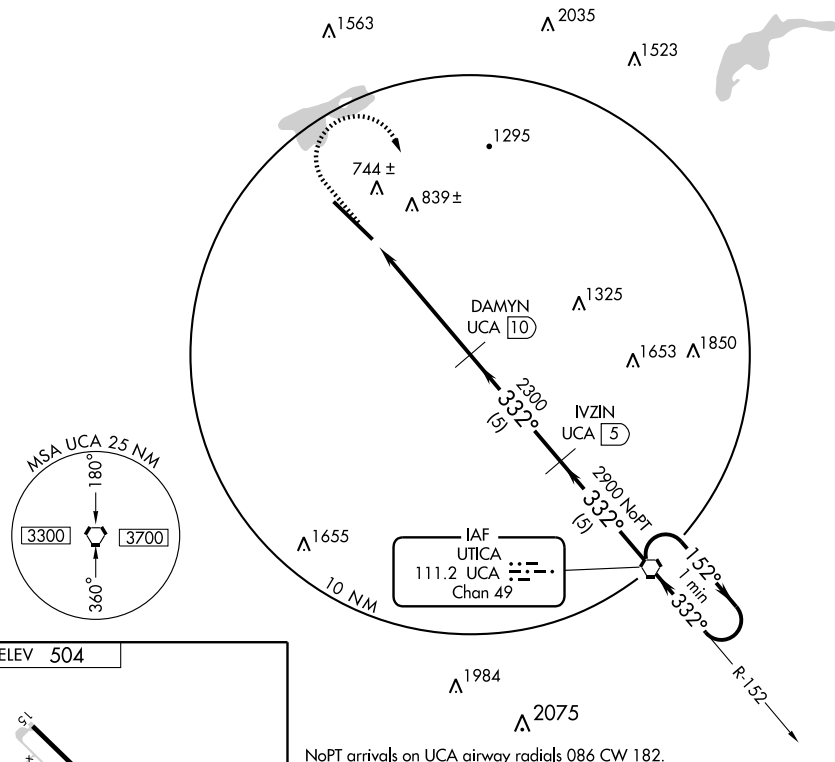 1563
2035
1523
1295
744 ±
839 ±
DAMYN
UCA 10
1325
1653
1850
2300
332°
(5)
IVZIN
UCA 5
2900 NoPT
332°
(5)
MSA UCA 25 NM
180°
3300
3700
360°
1655
10 NM
IAF
UTICA
111.2 UCA
Chan 49
152°
1 min
332°
R-152
ELEV 504
1984
2075
15
NoPT arrivals on UCA airway radials 086 CW 182.